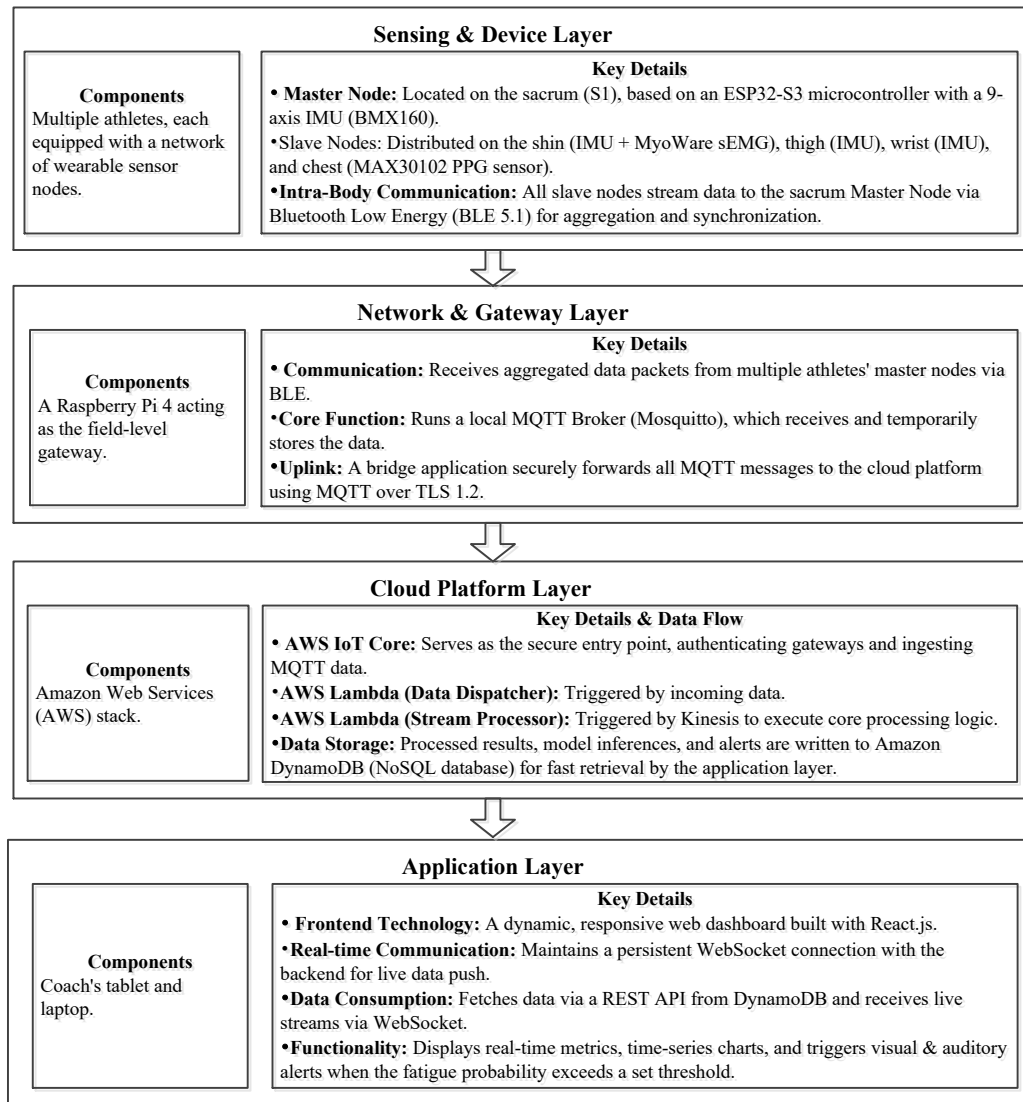 Sensing & Device Layer
Components
Multiple athletes, each
equipped with a network
of wearable sensor
nodes.
Key Details
• Master Node: Located on the sacrum (S1), based on an ESP32-S3 microcontroller with a 9-
axis IMU (BMX160).
•Slave Nodes: Distributed on the shin (IMU + MyoWare sEMG), thigh (IMU), wrist (IMU),
and chest (MAX30102 PPG sensor).
• Intra-Body Communication: All slave nodes stream data to the sacrum Master Node via
Bluetooth Low Energy (BLE 5.1) for aggregation and synchronization.
Network & Gateway Layer
Components
A Raspberry Pi 4 acting
as the field-level
gateway.
Key Details
• Communication: Receives aggregated data packets from multiple athletes' master nodes via
BLE.
•Core Function: Runs a local MQTT Broker (Mosquitto), which receives and temporarily
stores the data.
•Uplink: A bridge application securely forwards all MQTT messages to the cloud platform
using MQTT over TLS 1.2.
Cloud Platform Layer
Components
Amazon Web Services
(AWS) stack.
Key Details & Data Flow
• AWS IoT Core: Serves as the secure entry point, authenticating gateways and ingesting
MQTT data.
•AWS Lambda (Data Dispatcher): Triggered by incoming data.
•AWS Lambda (Stream Processor): Triggered by Kinesis to execute core processing logic.
•Data Storage: Processed results, model inferences, and alerts are written to Amazon
DynamoDB (NoSQL database) for fast retrieval by the application layer.
Application Layer
Components
Coach's tablet and
laptop.
Key Details
• Frontend Technology: A dynamic, responsive web dashboard built with React.js.
•Real-time Communication: Maintains a persistent WebSocket connection with the
backend for live data push.
•Data Consumption: Fetches data via a REST API from DynamoDB and receives live
streams via WebSocket.
•Functionality: Displays real-time metrics, time-series charts, and triggers visual & auditory
alerts when the fatigue probability exceeds a set threshold.